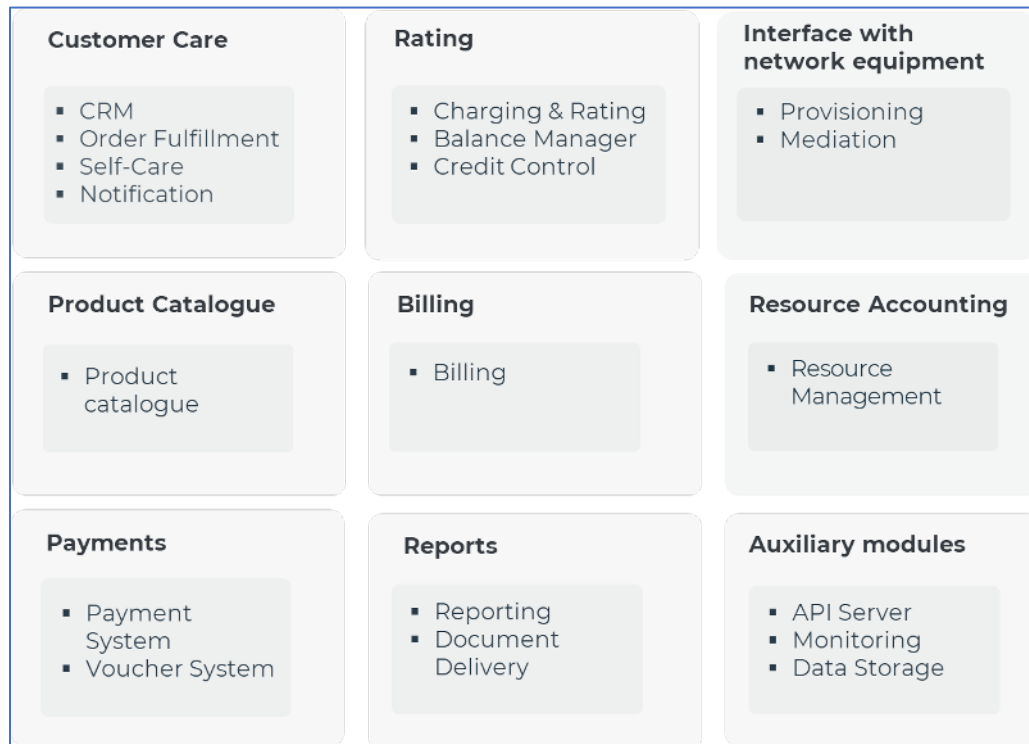 Customer Care
▪ CRM
▪ Order Fulfillment
▪ Self-Care
▪ Notification
Rating
▪ Charging & Rating
▪ Balance Manager
▪ Credit Control
Interface with
network equipment
▪ Provisioning
▪ Mediation
Product Catalogue
▪ Product
catalogue
Billing
▪ Billing
Resource Accounting
▪ Resource
Management
Payments
▪ Payment
System
▪ Voucher System
Reports
▪ Reporting
▪ Document
Delivery
Auxiliary modules
▪ API Server
▪ Monitoring
▪ Data Storage